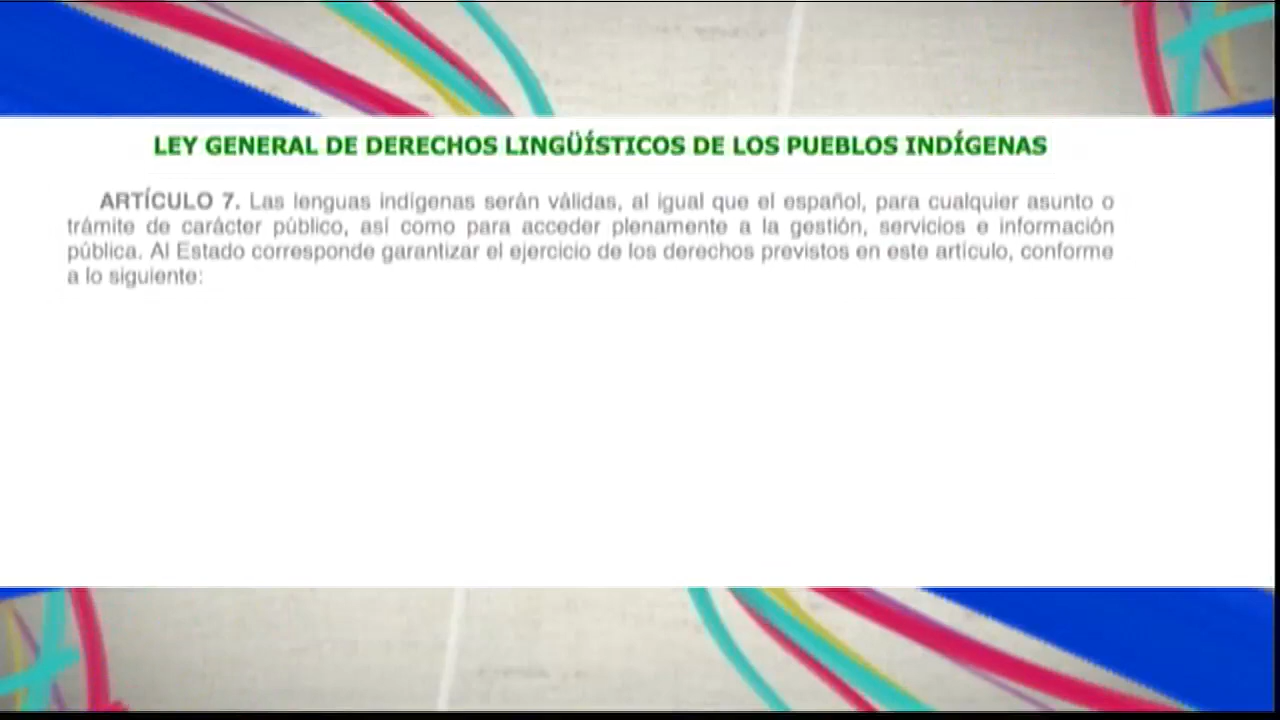 LEY GENERAL DE DERECHOS LINGÜÍSTICOS DE LOS PUEBLOS INDÍGENAS
ARTÍCULO 7. Las lenguas indígenas serán válidas, al igual que el español, para cualquier asunto o
trámite de carácter público, así como para acceder plenamente a la gestión, servicios e información
pública. Al Estado corresponde garantizar el ejercicio de los derechos previstos en este artículo, conforme
a lo siguiente: